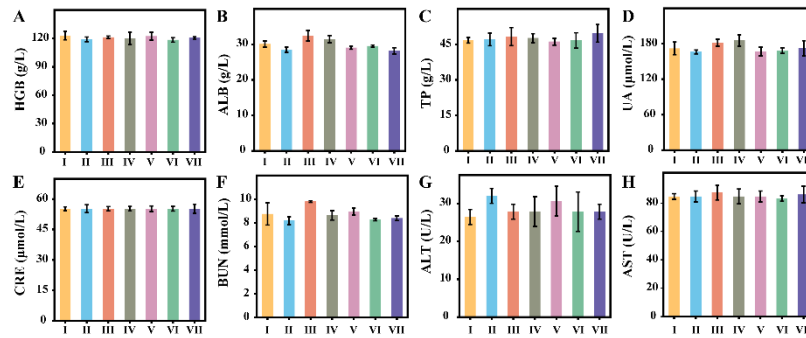 A
HGB (g/L)
160
120
90
60
30
0
I II III IV V VI VII
B
ALB (g/L)
40
30
20
10
0
I II III IV V VI VII
C
TP (g/L)
60
45
30
15
0
I II III IV V VI VII
D
UA (μmol/L)
240
180
120
60
0
I II III IV V VI VII
E
CRE (μmol/L)
60
45
30
15
0
I II III IV V VI VII
F
BUN (mmol/L)
10
8
6
4
2
0
I II III IV V VI VII
G
ALT (U/L)
30
20
10
0
I II III IV V VI VII
H
AST (U/L)
80
60
40
20
0
I II III IV V VI VII